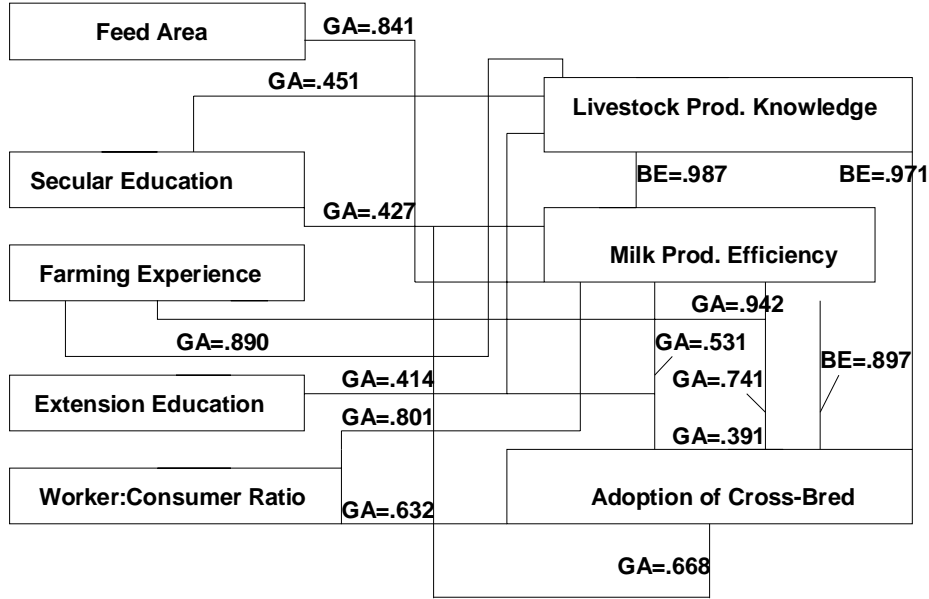 Feed Area
GA=.841
GA=.451
Livestock Prod. Knowledge
Secular Education
BE=.987
BE=.971
GA=.427
Milk Prod. Efficiency
Farming Experience
GA=.942
GA=.890
GA=.531
BE=.897
GA=.414
GA=.741
Extension Education
GA=.801
GA=.391
Worker:Consumer Ratio
GA=.632
Adoption of Cross-Bred
GA=.668